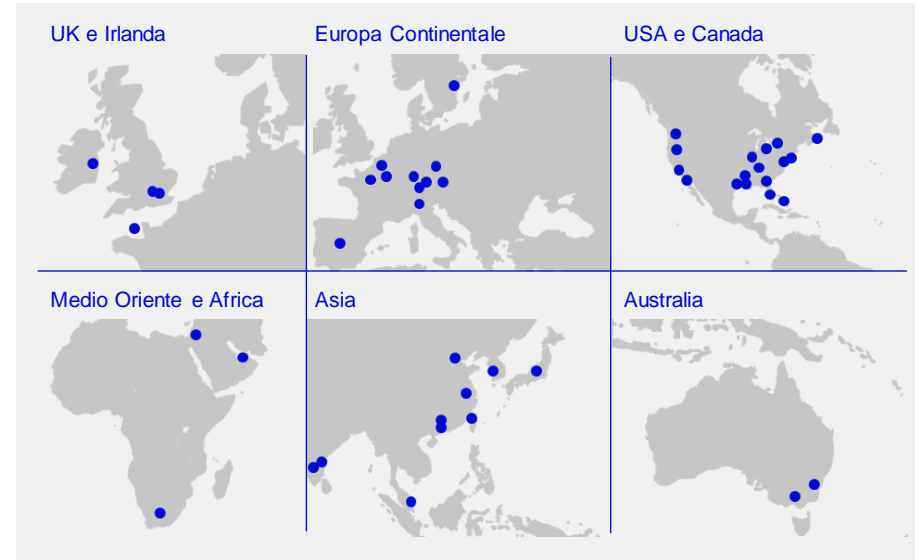 UK e Irlanda
Europa Continentale
USA e Canada
Medio Oriente e Africa
Asia
Australia